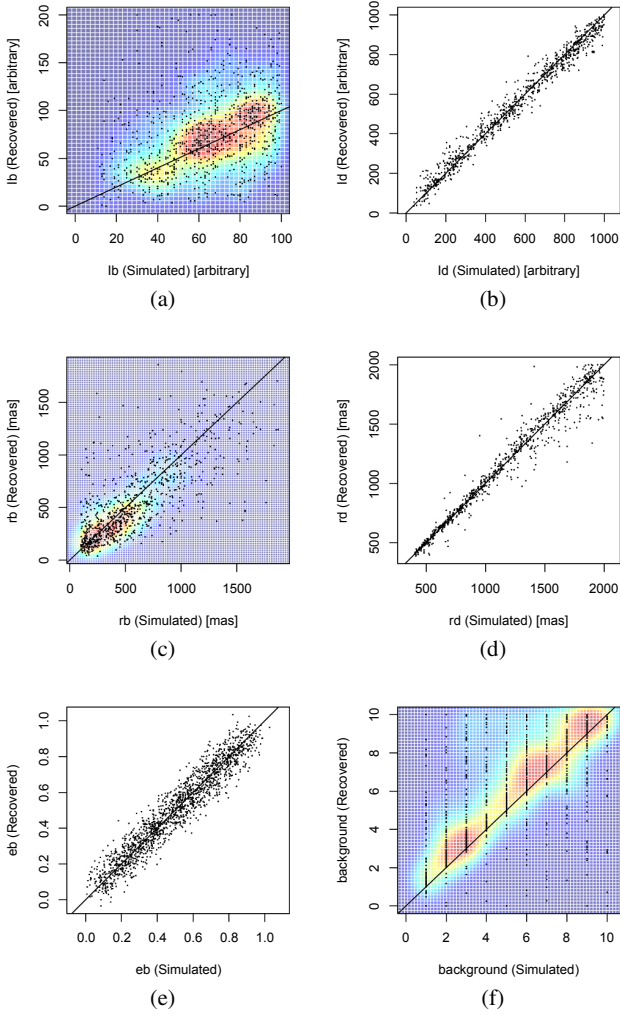 Ib (Recovered) [arbitrary]
0 50 100 150 200
0 20 40 60 80 100
Ib (Simulated) [arbitrary]
(a)
Id (Recovered) [arbitrary]
0 200 400 600 800 1000
0 200 400 600 800 1000
Id (Simulated) [arbitrary]
(b)
rb (Recovered) [mas]
0 500 1000 1500
0 500 1000 1500
rb (Simulated) [mas]
(c)
rd (Recovered) [mas]
500 1000 1500 2000
500 1000 1500 2000
rd (Simulated) [mas]
(d)
eb (Recovered)
0.0 0.2 0.4 0.6 0.8 1.0
0.0 0.2 0.4 0.6 0.8 1.0
eb (Simulated)
(e)
background (Recovered)
0 2 4 6 8 10
0 2 4 6 8 10
background (Simulated)
(f)